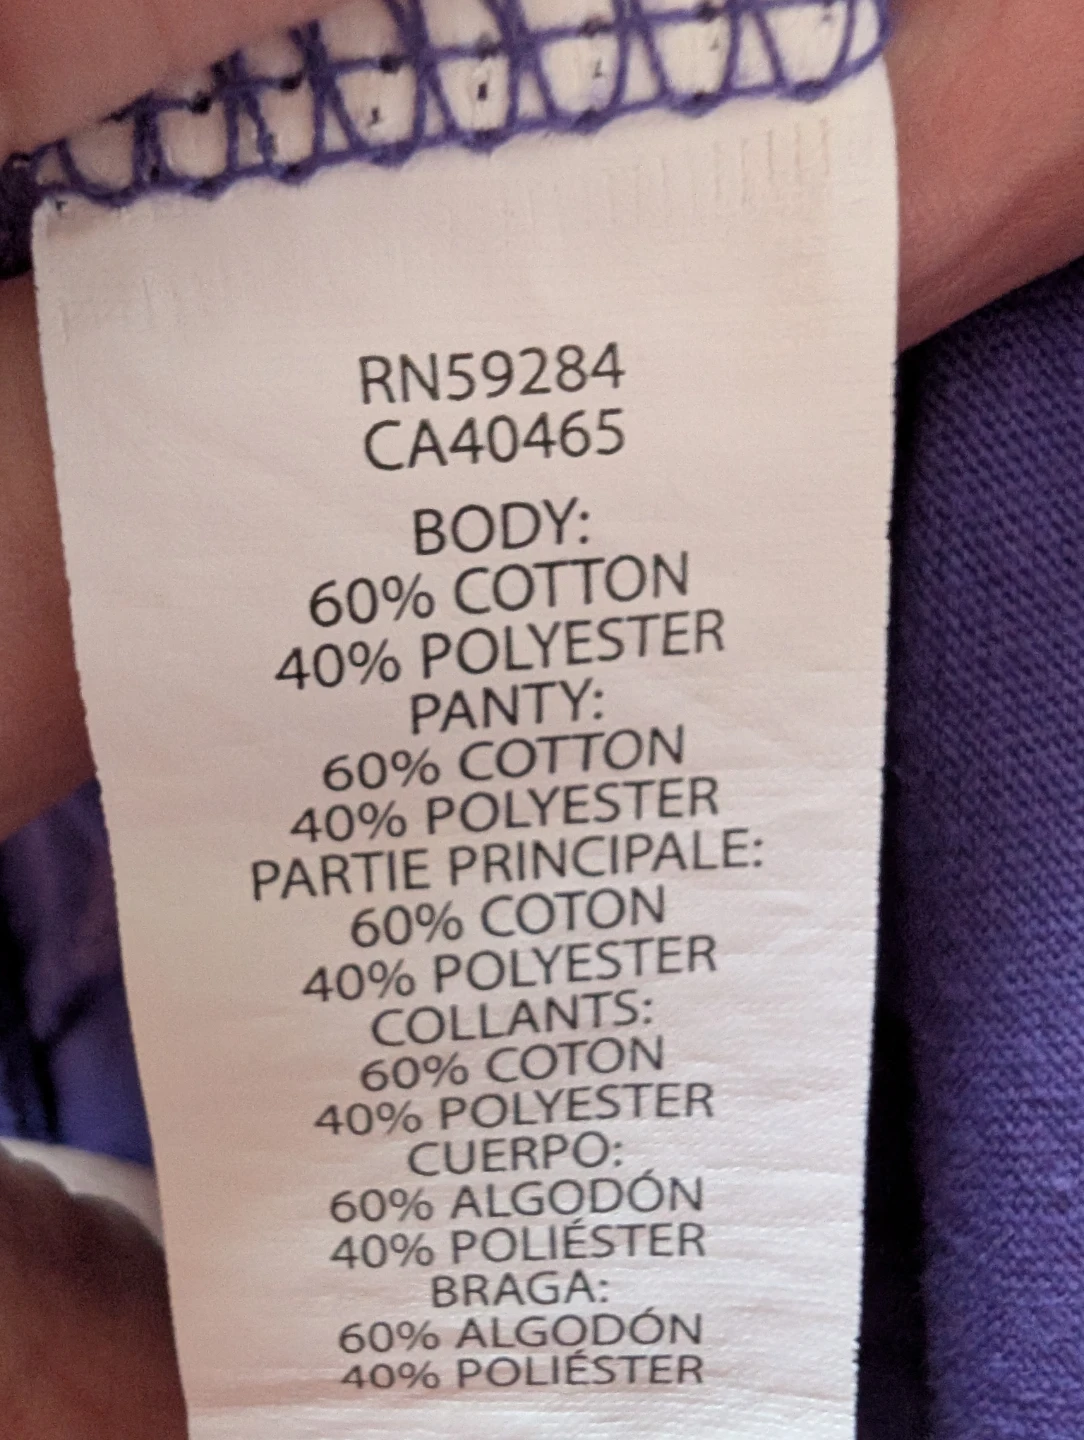 RN59284
CA40465
BODY:
60% COTTON
40% POLYESTER
PANTY:
60% COTTON
40% POLYESTER
PARTIE PRINCIPALE:
60% COTON
40% POLYESTER
COLLANTS:
60% COTON
40% POLYESTER
CUERPO:
60% ALGODÓN
40% POLIÉSTER
BRAGA:
60% ALGODÓN
40% POLIÉSTER